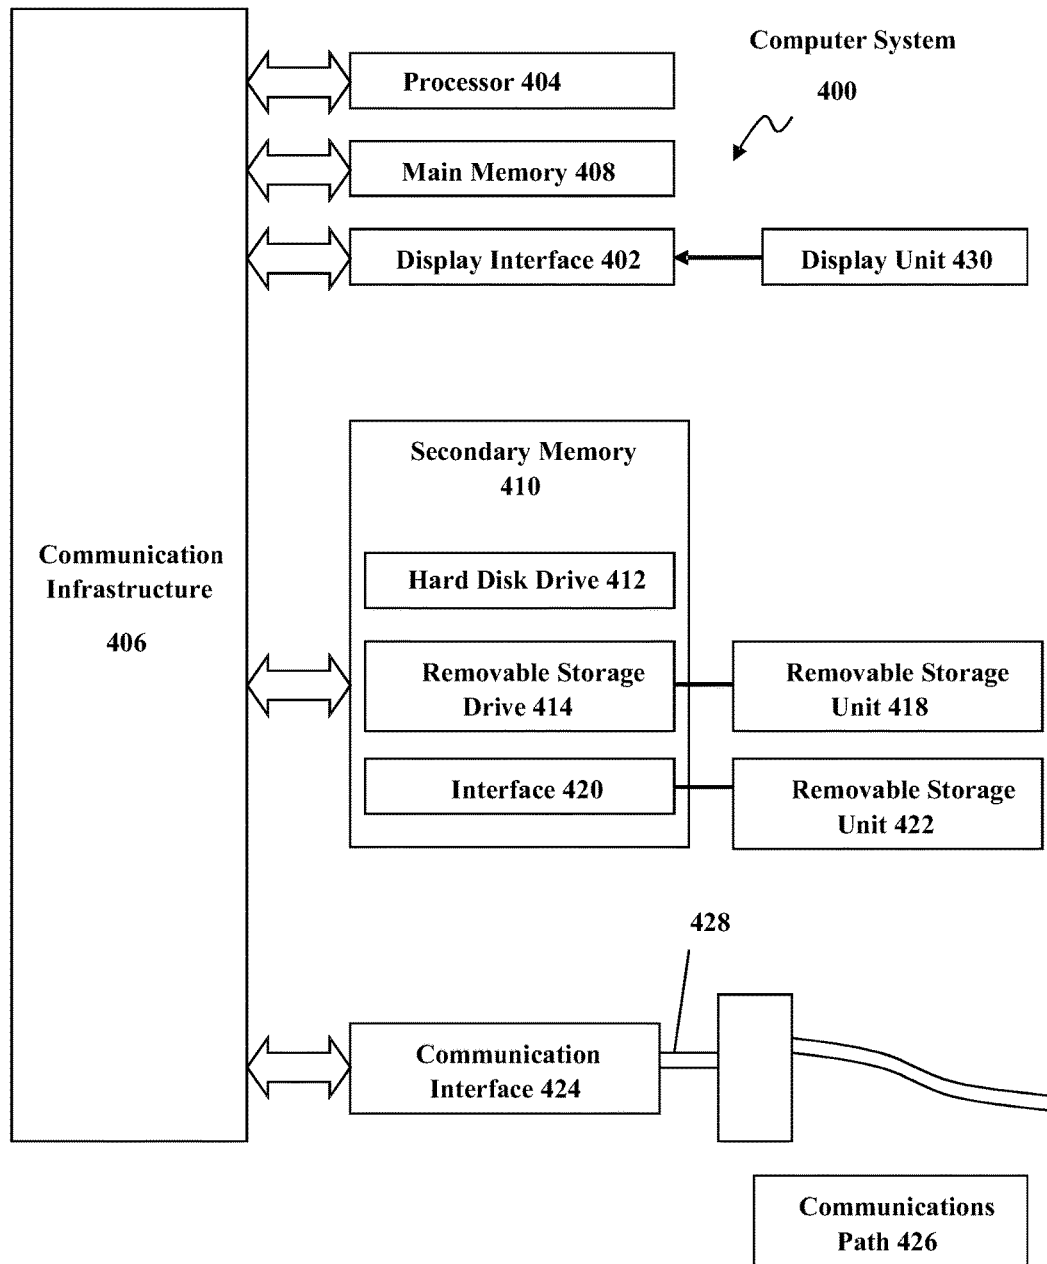 Computer System
400
Processor 404
Main Memory 408
Display Interface 402
Display Unit 430
Secondary Memory
410
Communication
Infrastructure
406
Hard Disk Drive 412
Removable Storage
Drive 414
Removable Storage
Unit 418
Interface 420
Removable Storage
Unit 422
428
Communication
Interface 424
Communications
Path 426